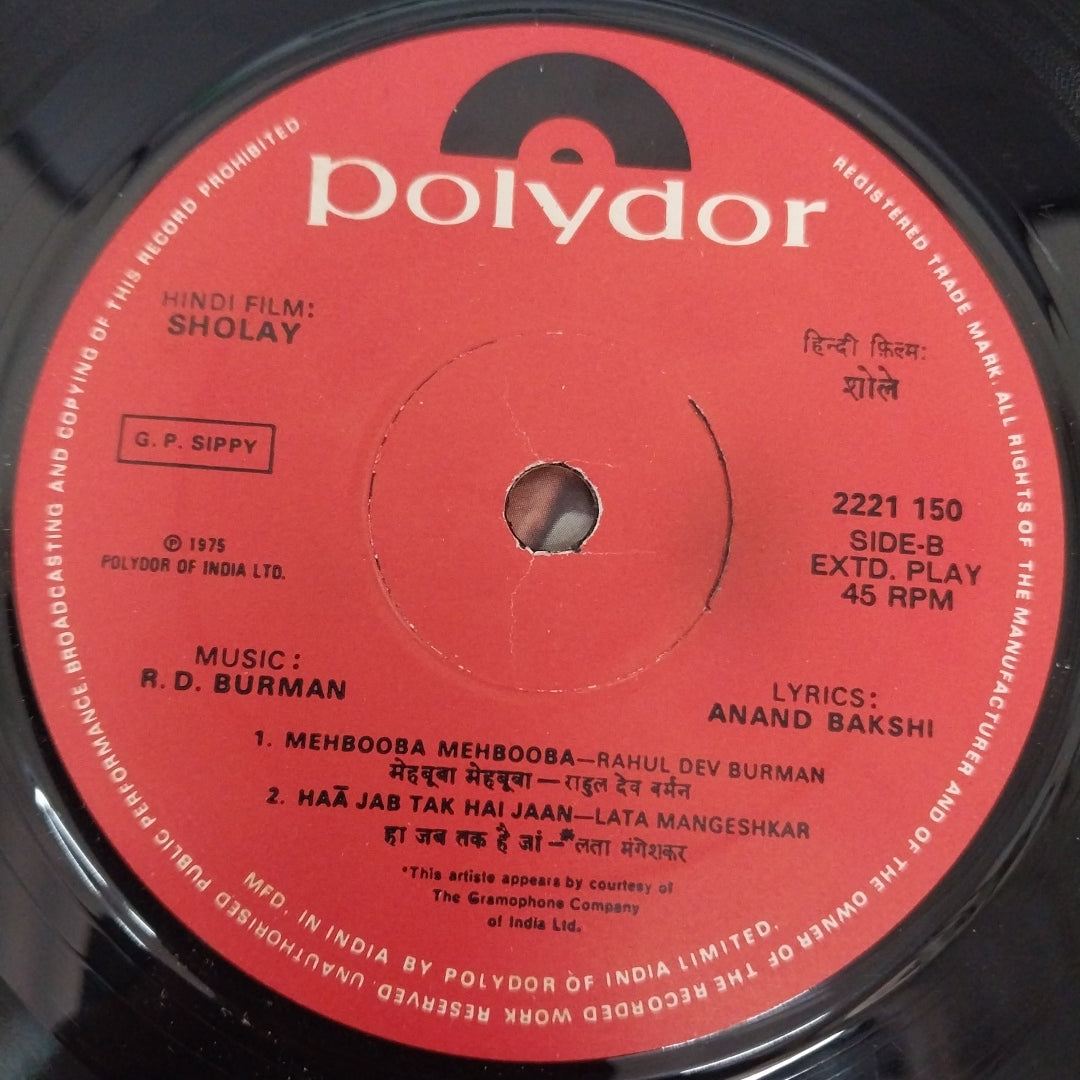 polydor
HINDI FILM:
SHOLAY
हिन्दी फ़िल्म:
शोले
G. P. SIPPY
℗ 1975
POLYDOR OF INDIA LTD.
2221 150
SIDE-B
EXTD. PLAY
45 RPM
MUSIC:
R. D. BURMAN
LYRICS:
ANAND BAKSHI
1. MEHBOOBA MEHBOOBA—RAHUL DEV BURMAN
मेहबूबा मेहबूबा—राहुल देव बर्मन
2. HAĀ JAB TAK HAI JAAN—LATA MANGESHKAR
हा जब तक है जां—*लता मंगेशकर
*This artiste appears by courtesy of
The Gramophone Company
of India Ltd.
MFD. IN INDIA BY POLYDOR OF INDIA LIMITED.
REGISTERED TRADE MARK. ALL RIGHTS OF THE MANUFACTURER AND OF THE OWNER OF THE RECORDED WORK RESERVED. UNAUTHORISED PUBLIC PERFORMANCE. BROADCASTING AND COPYING OF THIS RECORD PROHIBITED